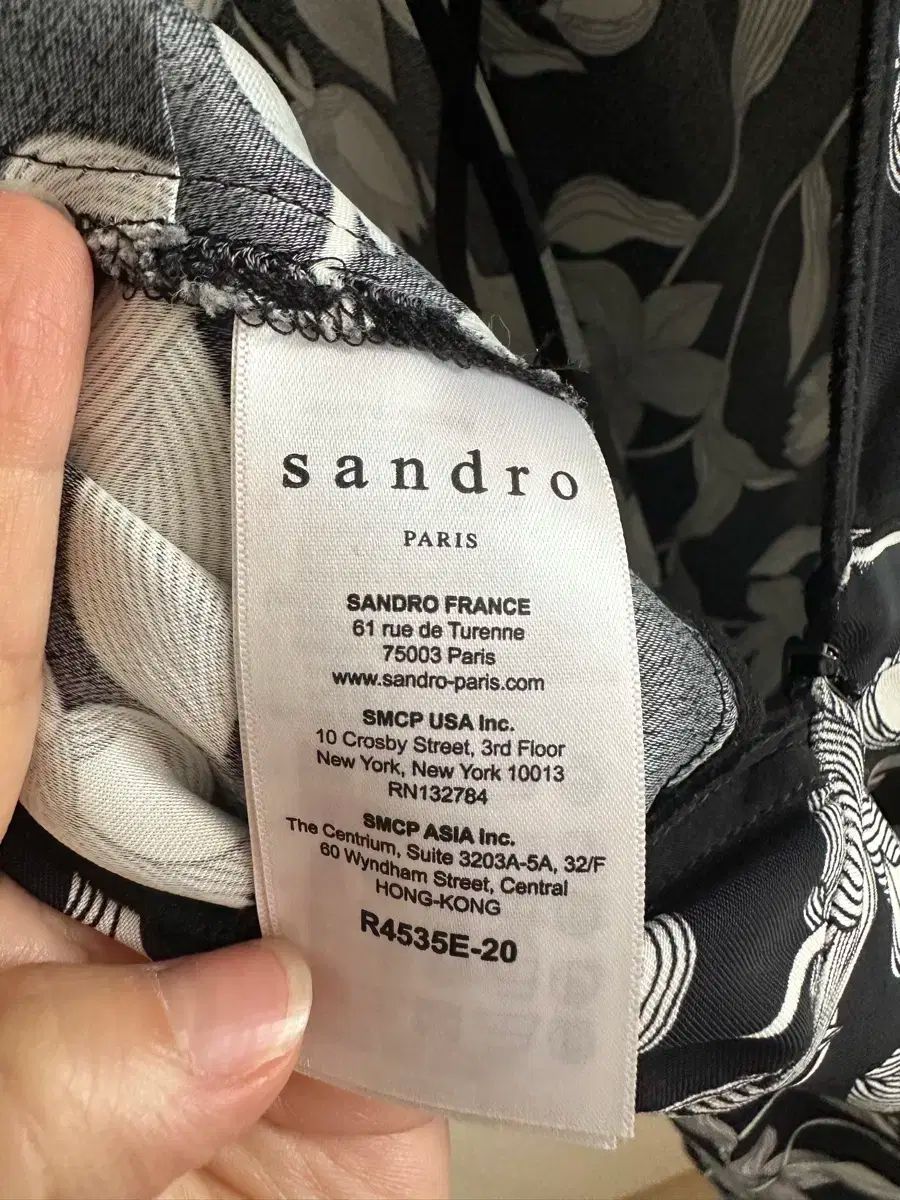 sandro
PARIS
SANDRO FRANCE
61 rue de Turenne
75003 Paris
www.sandro-paris.com
SMCP USA Inc.
10 Crosby Street, 3rd Floor
New York, New York 10013
RN132784
SMCP ASIA Inc.
The Centrium, Suite 3203A-5A, 32/F
60 Wyndham Street, Central
HONG-KONG
R4535E-20